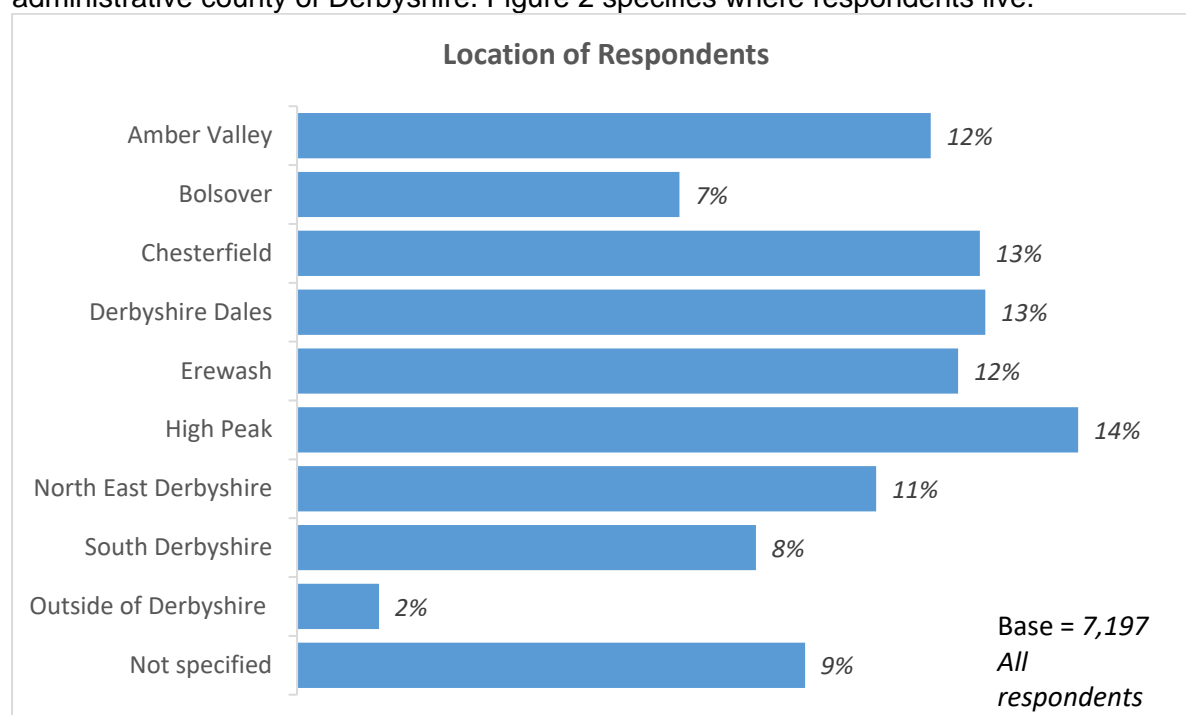 administrative county of Derbyshire. Figure 2 specifies where respondents live.
Location of Respondents
Amber Valley 12%
Bolsover 7%
Chesterfield 13%
Derbyshire Dales 13%
Erewash 12%
High Peak 14%
North East Derbyshire 11%
South Derbyshire 8%
Outside of Derbyshire 2%
Not specified 9%
Base = 7,197
All
respondents